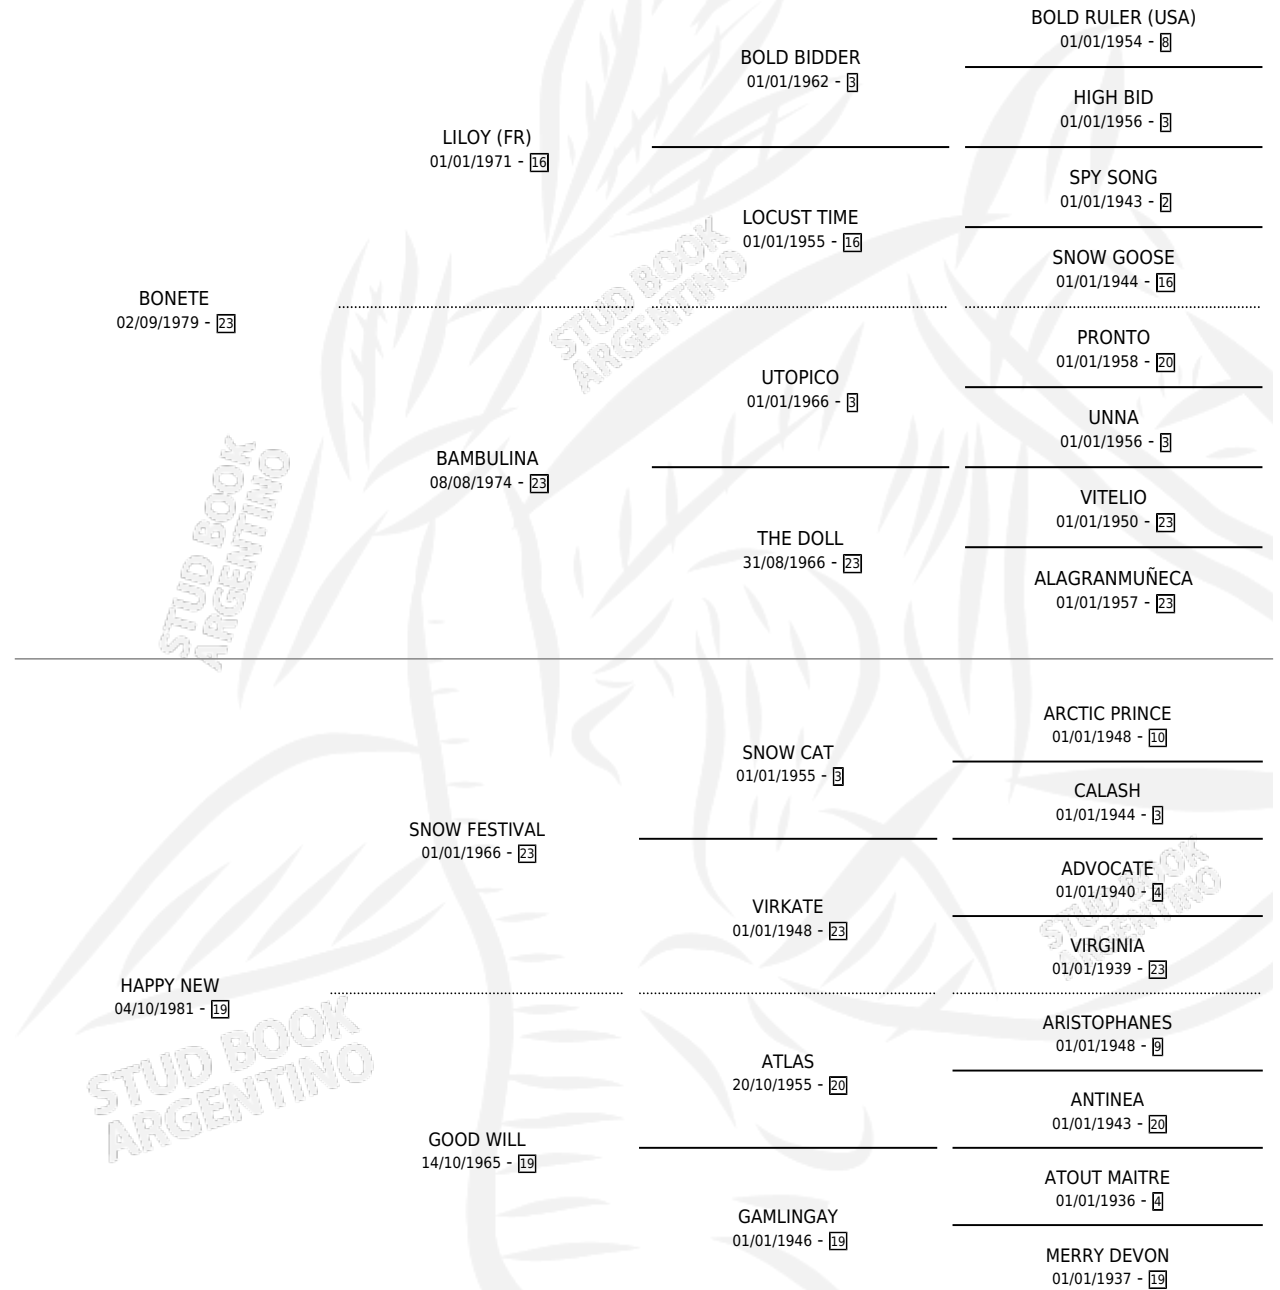 BOLD RULER (USA)
01/01/1954 - 8
BOLD BIDDER
01/01/1962 - 3
HIGH BID
01/01/1956 - 3
LILOY (FR)
01/01/1971 - 16
SPY SONG
01/01/1943 - 2
LOCUST TIME
01/01/1955 - 16
SNOW GOOSE
01/01/1944 - 16
BONETE
02/09/1979 - 23
PRONTO
01/01/1958 - 20
UTOPICO
01/01/1966 - 3
UNNA
01/01/1956 - 3
BAMBULINA
08/08/1974 - 23
VITELIO
01/01/1950 - 23
THE DOLL
31/08/1966 - 23
ALAGRANMUÑECA
01/01/1957 - 23
STUD BOOK
ARGENTINO
STUD BOOK
ARGENTINO
ARCTIC PRINCE
01/01/1948 - 10
SNOW CAT
01/01/1955 - 3
CALASH
01/01/1944 - 3
SNOW FESTIVAL
01/01/1966 - 23
ADVOCATE
01/01/1940 - 4
VIRKATE
01/01/1948 - 23
VIRGINIA
01/01/1939 - 23
HAPPY NEW
04/10/1981 - 19
ARISTOPHANES
01/01/1948 - 9
ATLAS
20/10/1955 - 20
ANTINEA
01/01/1943 - 20
GOOD WILL
14/10/1965 - 19
ATOUT MAITRE
01/01/1936 - 4
GAMLINGAY
01/01/1946 - 19
MERRY DEVON
01/01/1937 - 19
STUD BOOK
ARGENTINO
STUD BOOK
ARGENTINO